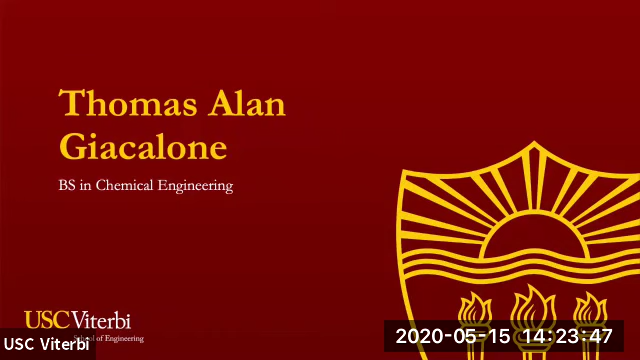 Thomas Alan
Giacalone
BS in Chemical Engineering
USC Viterbi
School of Engineering
USC Viterbi
2020-05-15 14:23:47